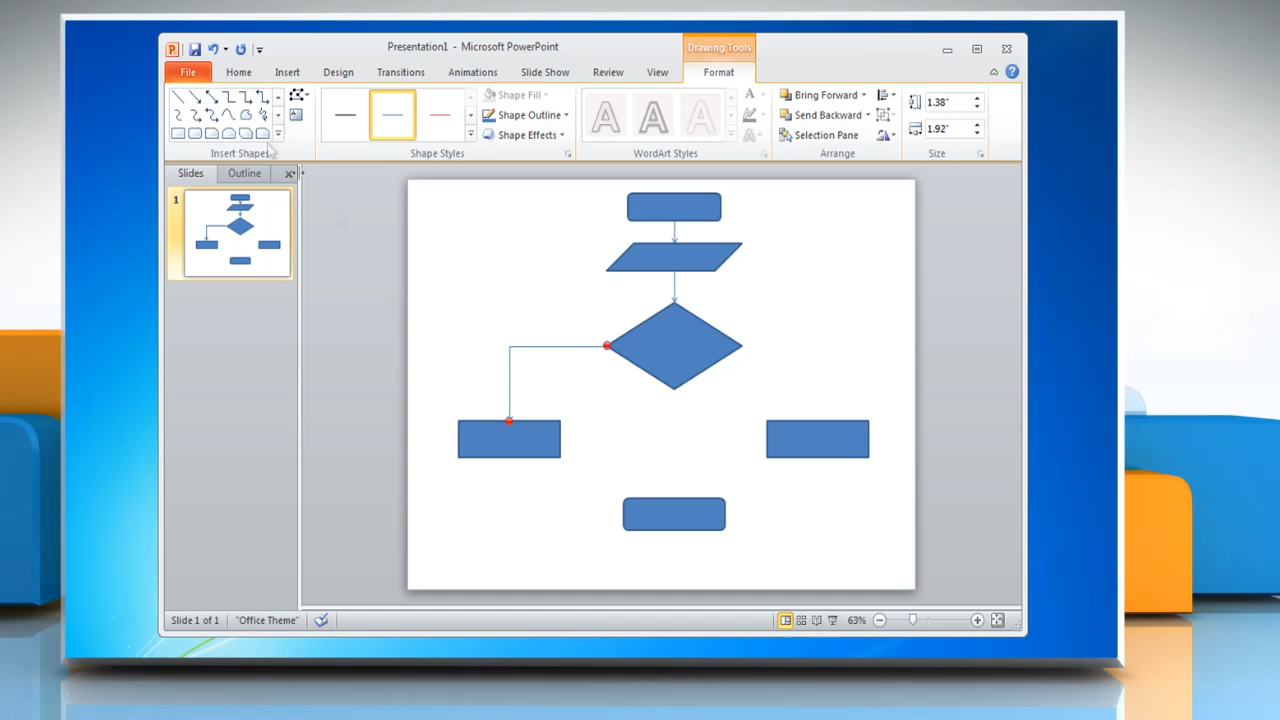 Presentation1 - Microsoft PowerPoint
Drawing Tools
File Home Insert Design Transitions Animations Slide Show Review View Format
Shape Fill
Shape Outline
Shape Effects
Bring Forward
Send Backward
Selection Pane
1.38"
1.92"
Insert Shapes Shape Styles WordArt Styles Arrange Size
Slides Outline
1
Slide 1 of 1 "Office Theme" 63%